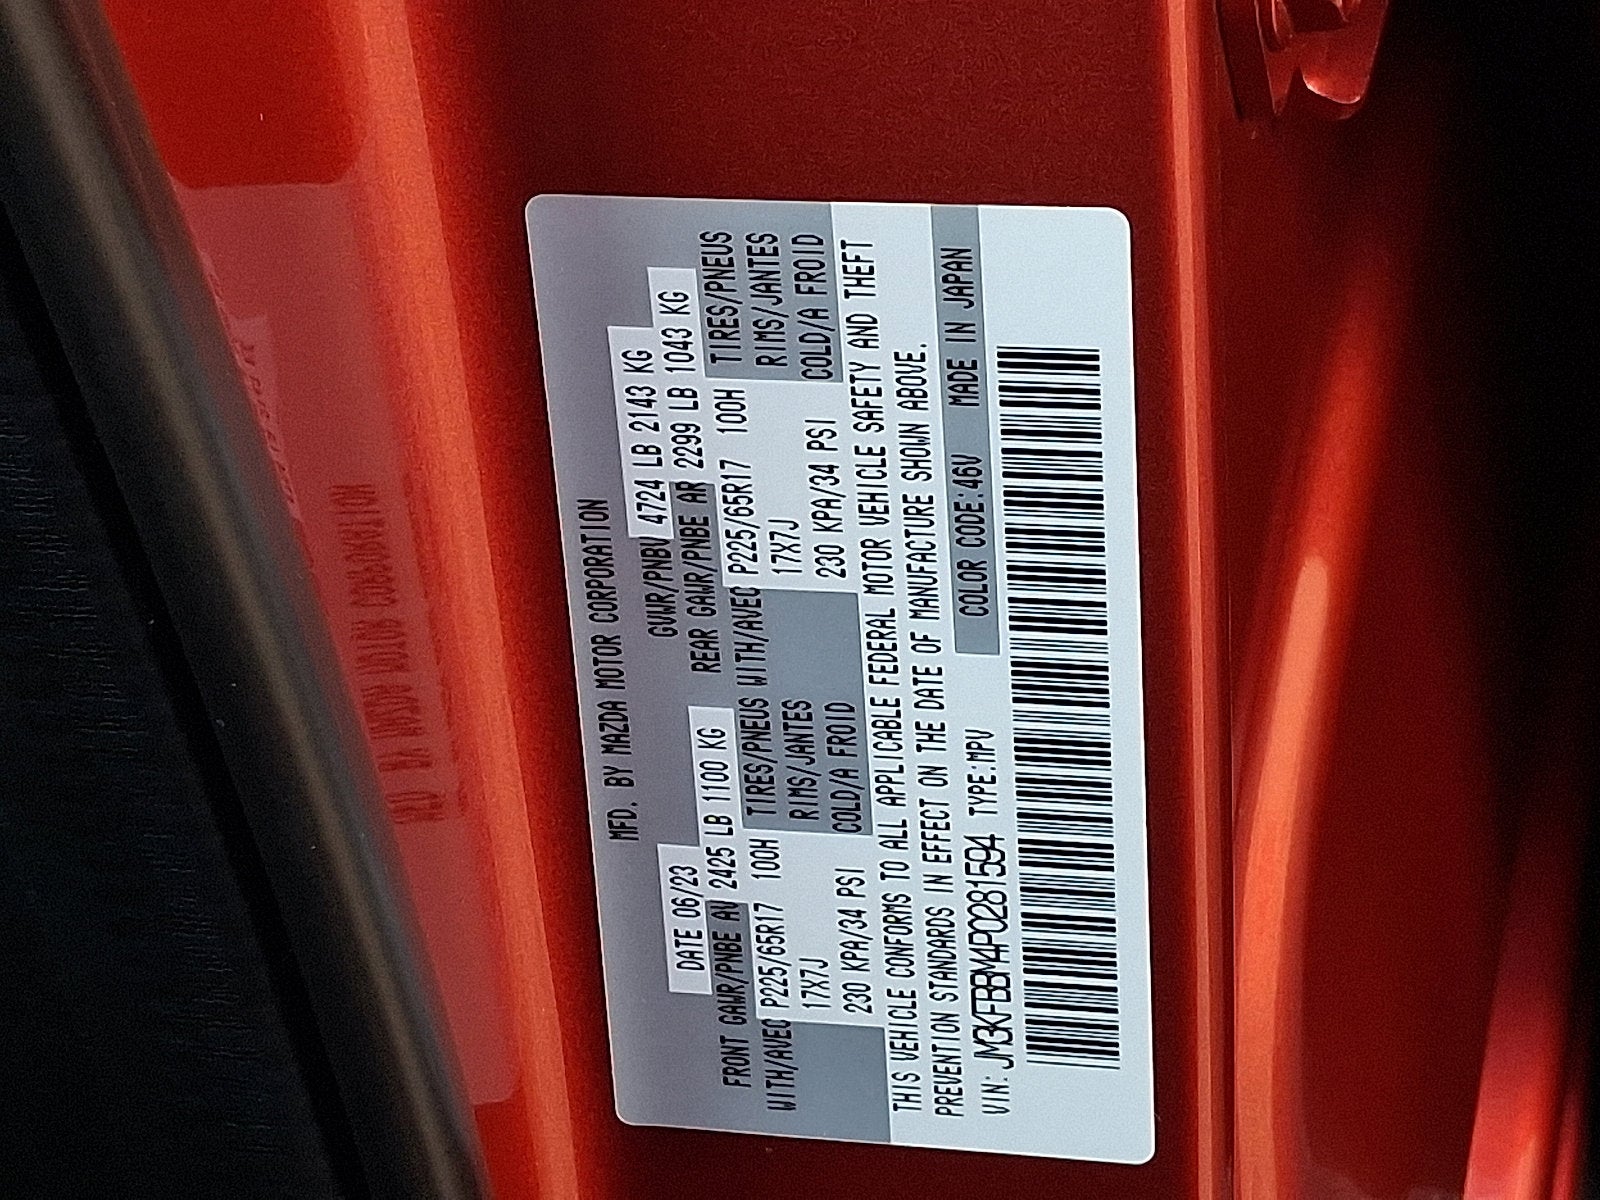 MFD. BY MAZDA MOTOR CORPORATION
DATE 06/23 GVWR/PNBV 4724 LB 2143 KG
FRONT GAWR/PNBE AV 2425 LB 1100 KG REAR GAWR/PNBE AR 2299 LB 1043 KG
WITH/AVEC P225/65R17 100H TIRES/PNEUS WITH/AVEC P225/65R17 100H TIRES/PNEUS
17X7J RIMS/JANTES 17X7J RIMS/JANTES
230 KPA/34 PSI COLD/A FROID 230 KPA/34 PSI COLD/A FROID
THIS VEHICLE CONFORMS TO ALL APPLICABLE FEDERAL MOTOR VEHICLE SAFETY AND THEFT
PREVENTION STANDARDS IN EFFECT ON THE DATE OF MANUFACTURE SHOWN ABOVE.
VIN: JM3KFBBM4P0281594 TYPE:MPV COLOR CODE:46V MADE IN JAPAN